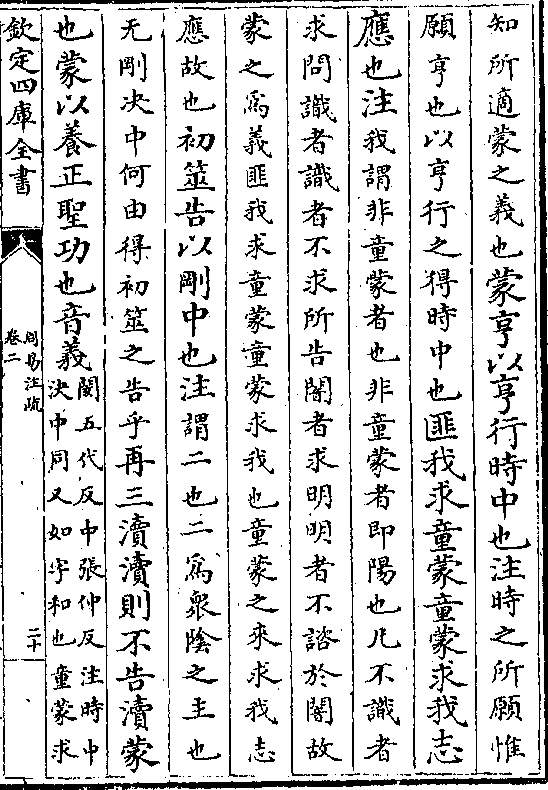 知所適蒙之義也蒙亨以亨行時中也注時之所願惟
願亨也以亨行之得時中也匪我求童蒙童蒙求我志
應也注我謂非童蒙者也非童蒙者即陽也凡不識者
求問識者識者不求所告闇者求明明者不諮於闇故
蒙之為義匪我求童蒙童蒙求我也童蒙之來求我志
應故也初筮告以剛中也注謂二也二為衆陰之主也
无剛决中何由得初筮之告乎再三瀆瀆則不告瀆蒙
也蒙以養正聖功也音義闇五代反中張仲反注時中
决中同又如字和也童蒙求
欽定四庫全書
周易注疏
卷二
二十